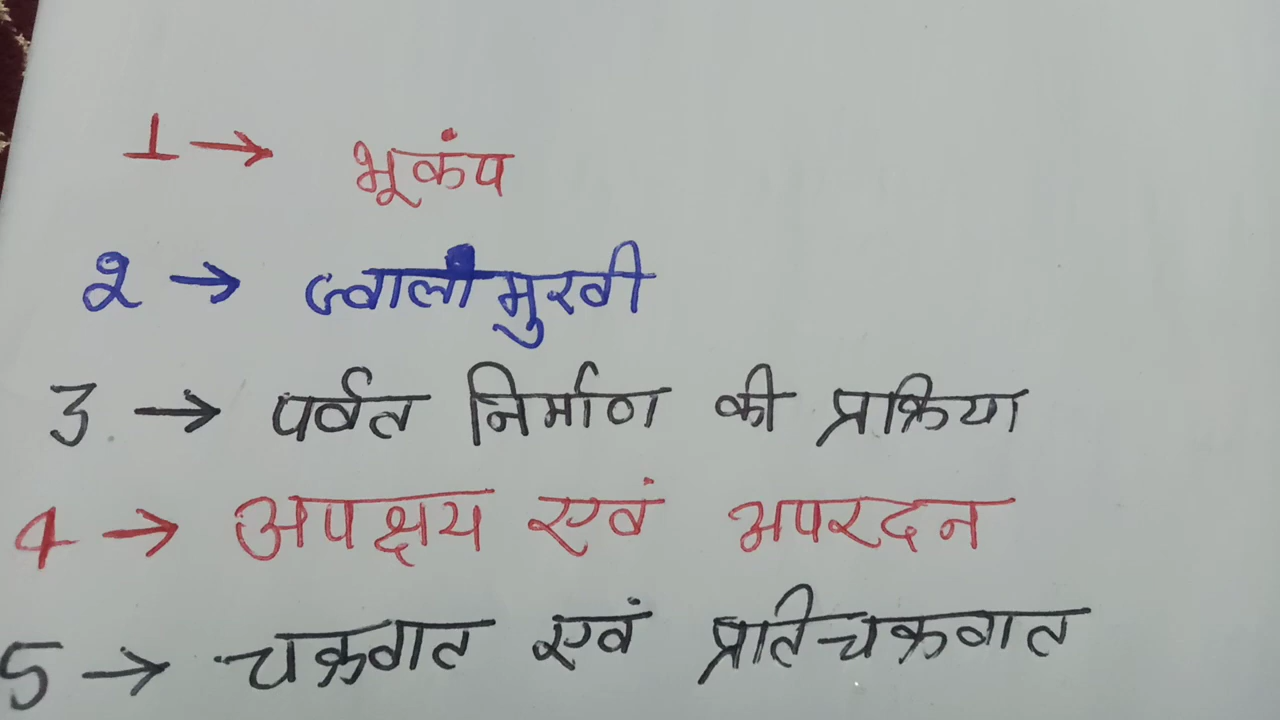 1 → भूकंप
2 → ज्वालामुखी
3 → पर्वत निर्माण की प्रक्रिया
4 → अपक्षय एवं अपरदन
5 → चक्रवात एवं प्रतिचक्रवात